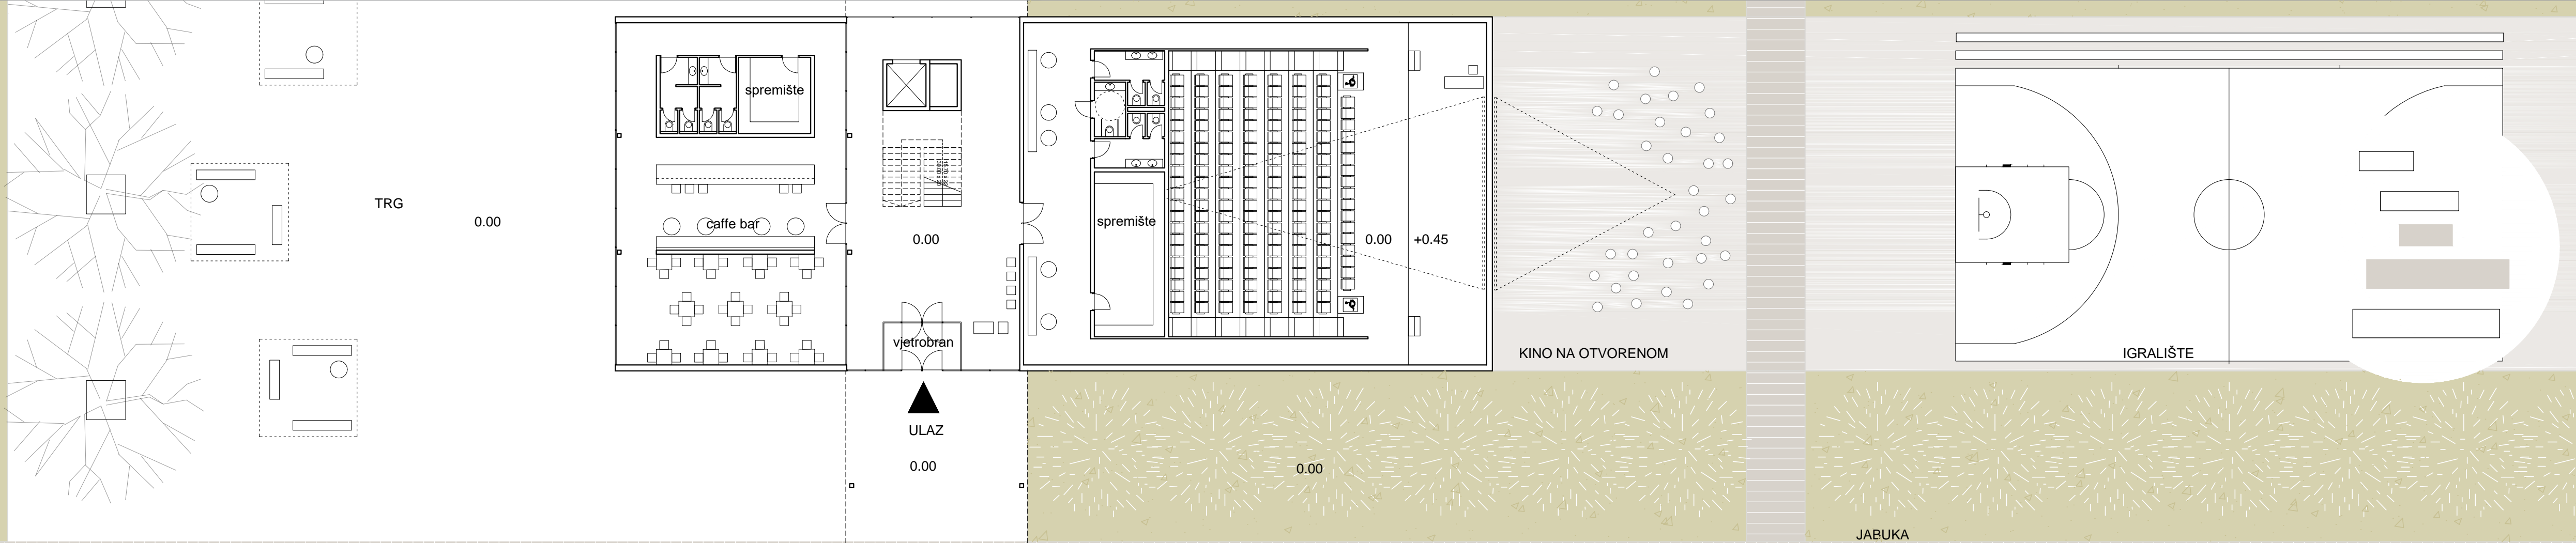 spremište
TRG
0.00
caffe bar
0.00
vjetrobran
ULAZ
0.00
spremište
0.00
+0.45
KINO NA OTVORENOM
IGRALIŠTE
0.00
JABUKA